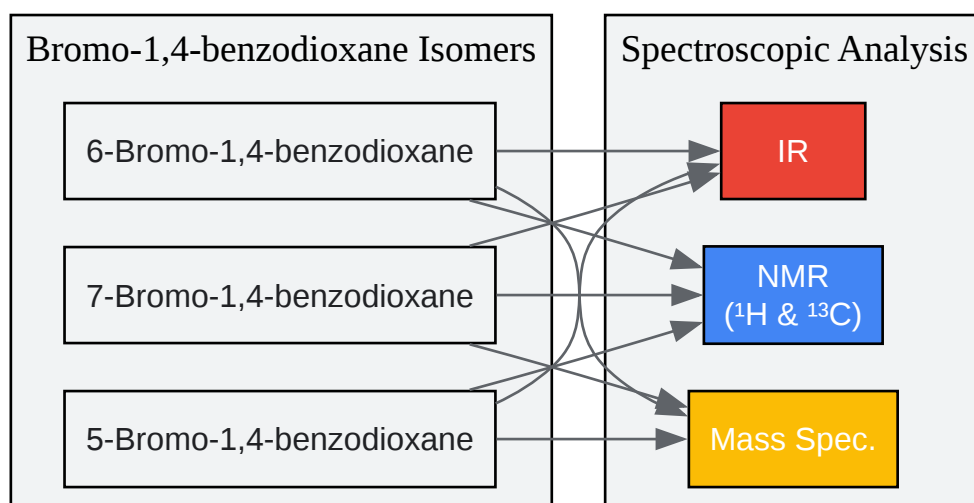 Bromo-1,4-benzodioxane Isomers
6-Bromo-1,4-benzodioxane
7-Bromo-1,4-benzodioxane
5-Bromo-1,4-benzodioxane
Spectroscopic Analysis
IR
NMR
(¹H & ¹³C)
Mass Spec.